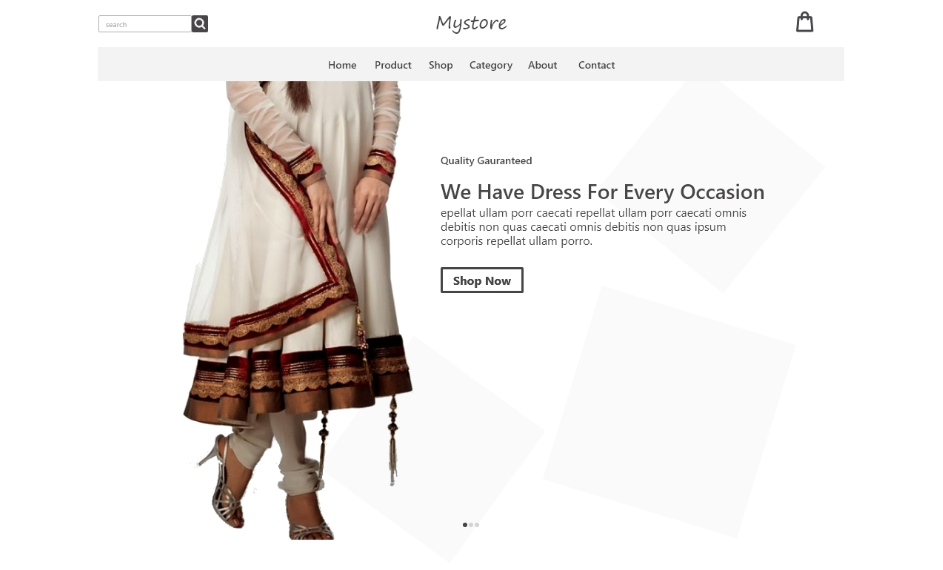 search
Mystore
Home Product Shop Category About Contact
Quality Gauranteed
We Have Dress For Every Occasion
epellat ullam porr caecati repellat ullam porr caecati omnis
debitis non quas caecati omnis debitis non quas ipsum
corporis repellat ullam porro.
Shop Now